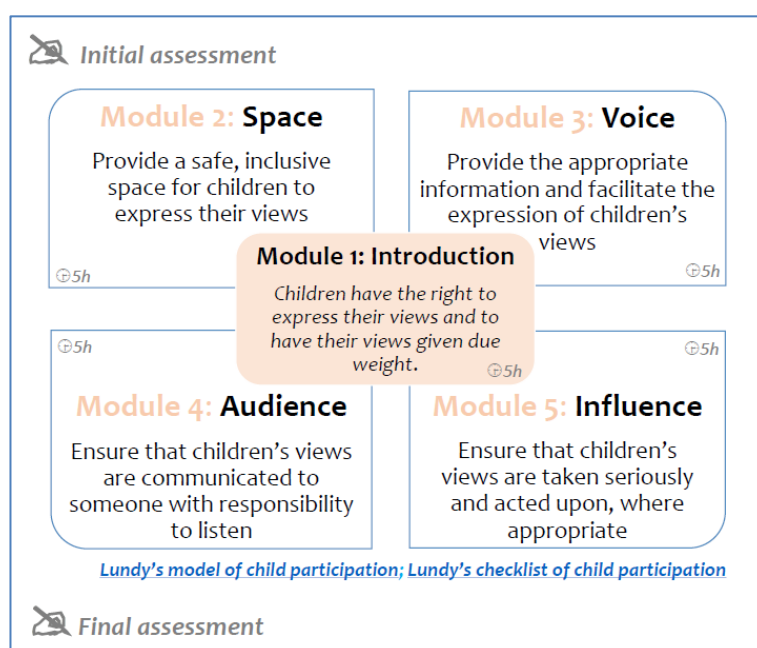 Initial assessment
Module 2: Space
Provide a safe, inclusive
space for children to
express their views
5h
Module 3: Voice
Provide the appropriate
information and facilitate the
expression of children's
views
5h
Module 1: Introduction
Children have the right to
express their views and to
have their views given due
weight.
5h
5h
Module 4: Audience
Ensure that children's views
are communicated to
someone with responsibility
to listen
5h
Module 5: Influence
Ensure that children's
views are taken seriously
and acted upon, where
appropriate
Lundy's model of child participation; Lundy's checklist of child participation
Final assessment